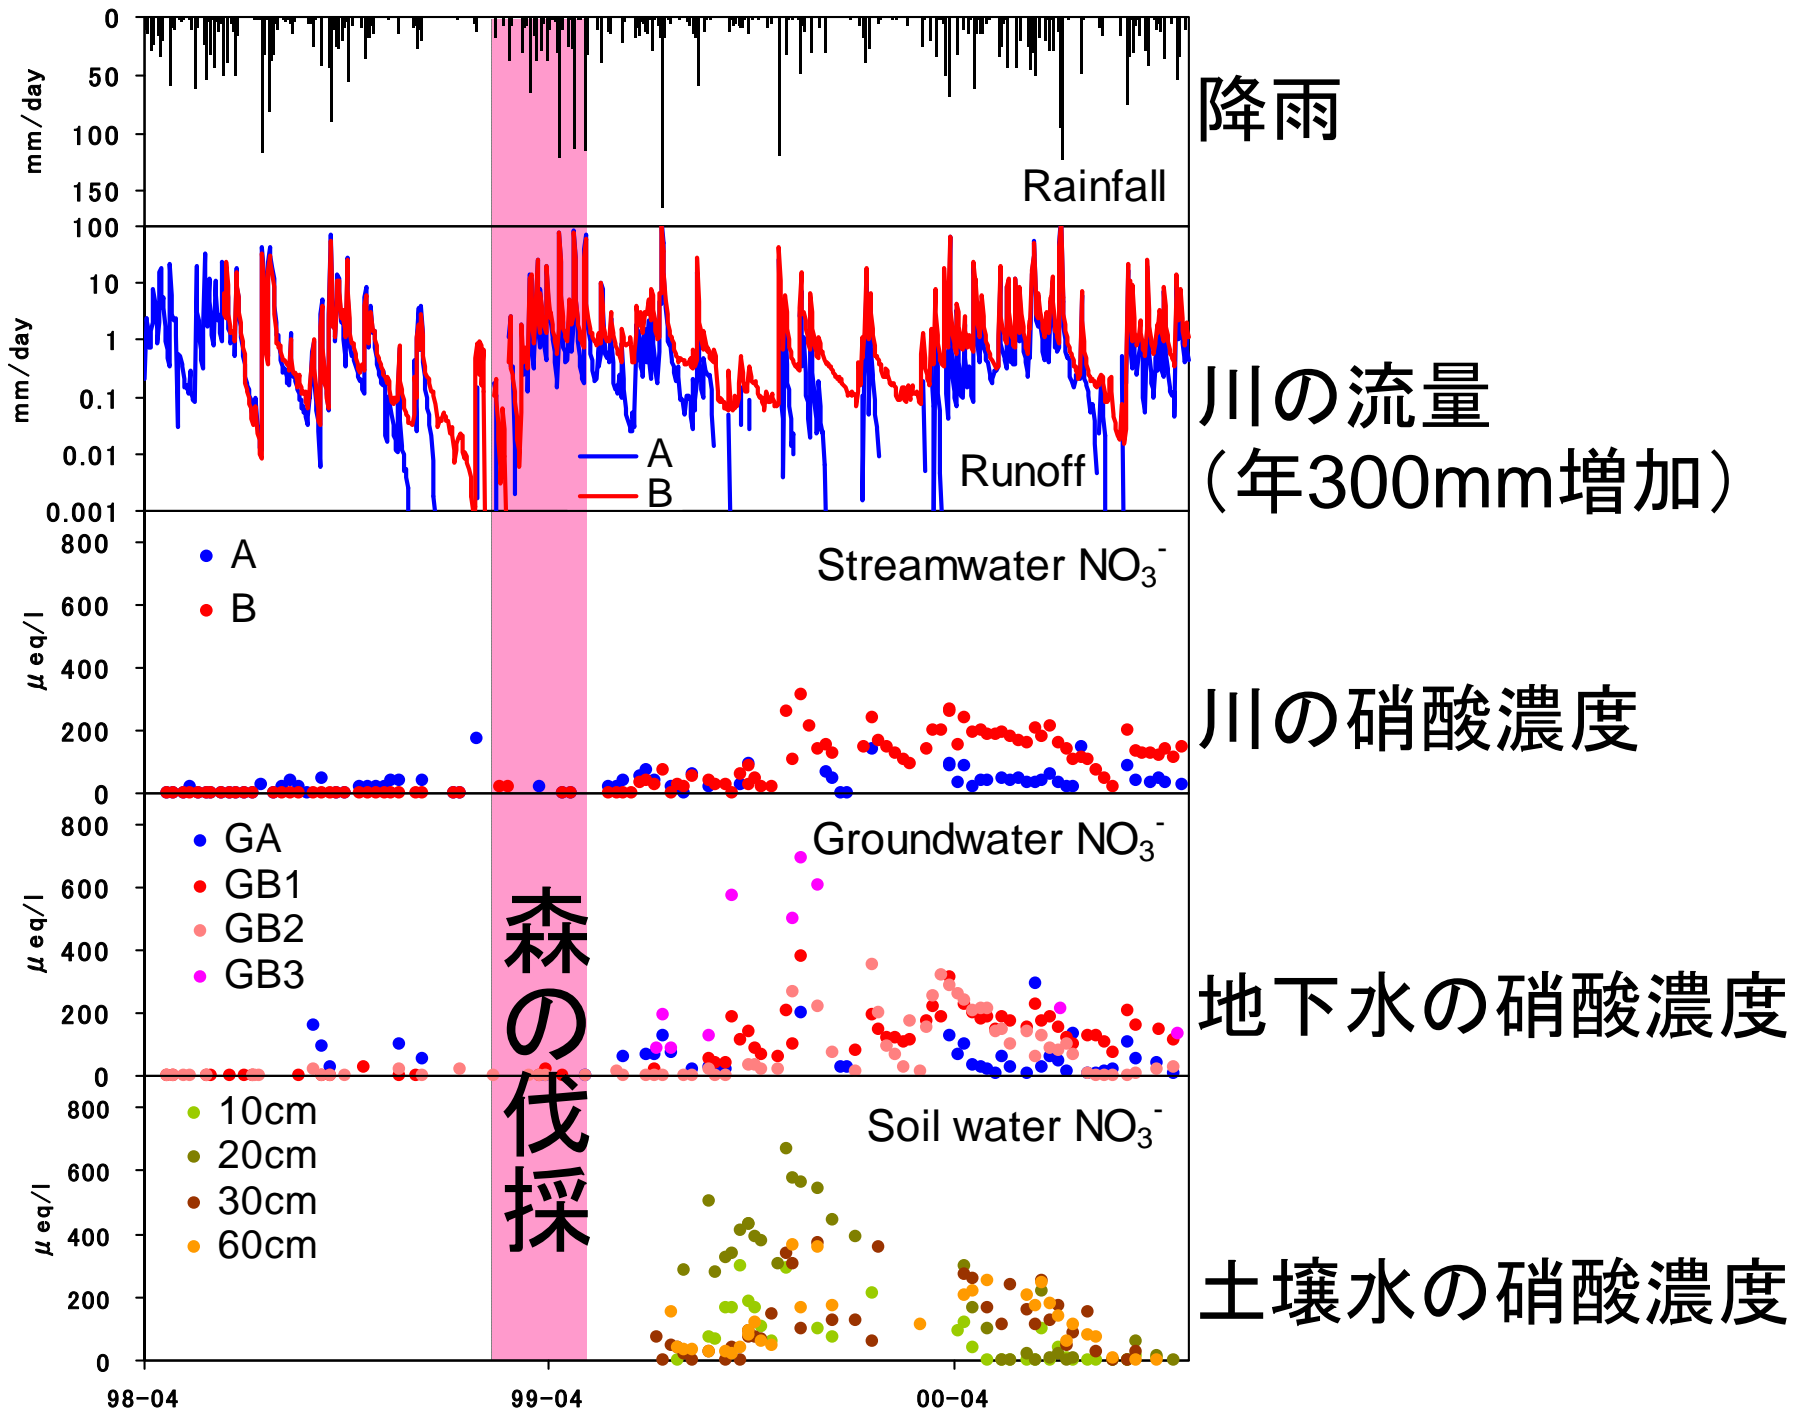 0
50
100
150
mm/day
Rainfall
降雨
100
10
1
0.1
0.01
0.001
mm/day
A
B
Runoff
川の流量
（年300mm増加）
800
600
400
200
0
μeq/l
A
B
Streamwater NO₃⁻
川の硝酸濃度
800
600
400
200
0
μeq/l
GA
GB1
GB2
GB3
Groundwater NO₃⁻
地下水の硝酸濃度
森の伐採
800
600
400
200
0
μeq/l
10cm
20cm
30cm
60cm
Soil water NO₃⁻
土壌水の硝酸濃度
98-04
99-04
00-04